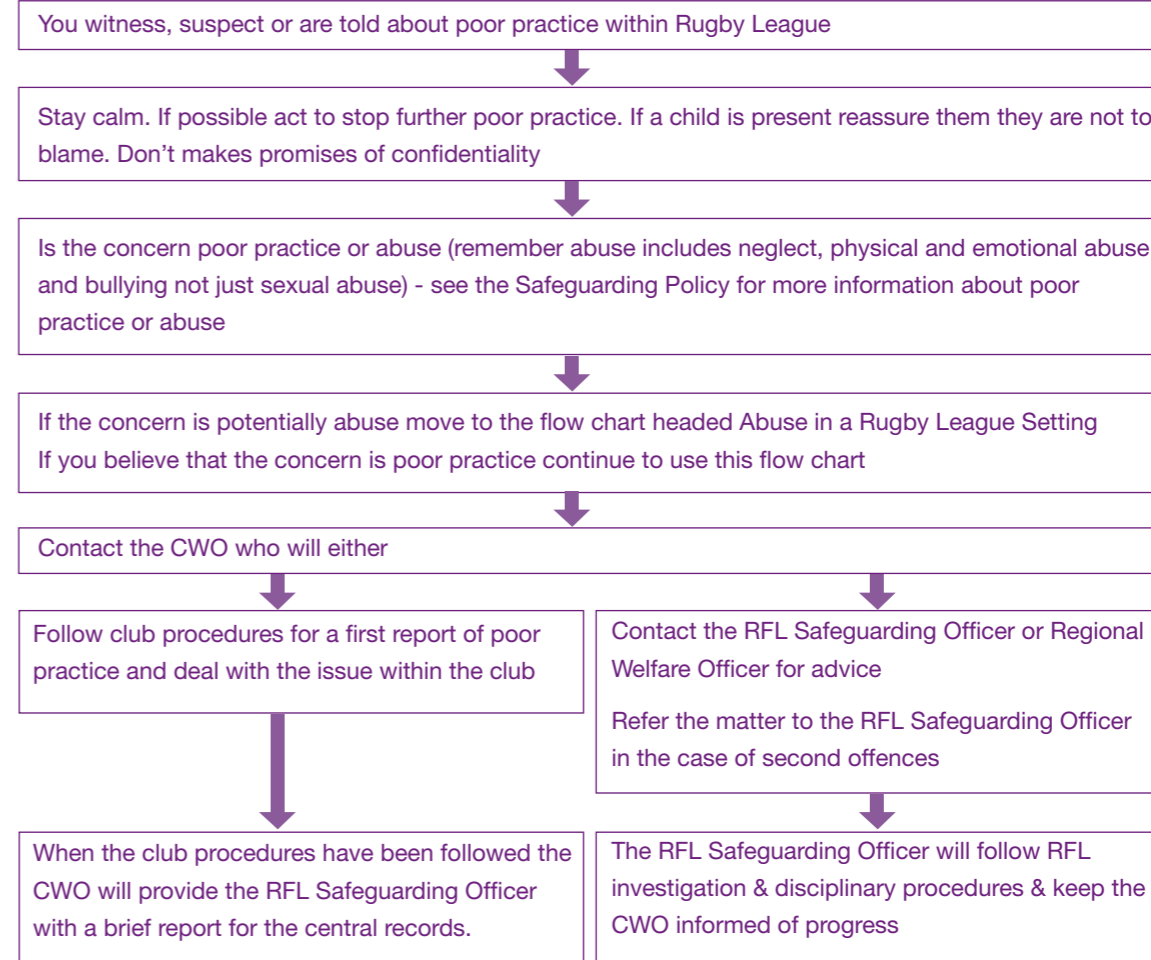 You witness, suspect or are told about poor practice within Rugby League
Stay calm. If possible act to stop further poor practice. If a child is present reassure them they are not to
blame. Don't makes promises of confidentiality
Is the concern poor practice or abuse (remember abuse includes neglect, physical and emotional abuse
and bullying not just sexual abuse) - see the Safeguarding Policy for more information about poor
practice or abuse
If the concern is potentially abuse move to the flow chart headed Abuse in a Rugby League Setting
If you believe that the concern is poor practice continue to use this flow chart
Contact the CWO who will either
Follow club procedures for a first report of poor
practice and deal with the issue within the club
Contact the RFL Safeguarding Officer or Regional
Welfare Officer for advice
Refer the matter to the RFL Safeguarding Officer
in the case of second offences
When the club procedures have been followed the
CWO will provide the RFL Safeguarding Officer
with a brief report for the central records.
The RFL Safeguarding Officer will follow RFL
investigation & disciplinary procedures & keep the
CWO informed of progress